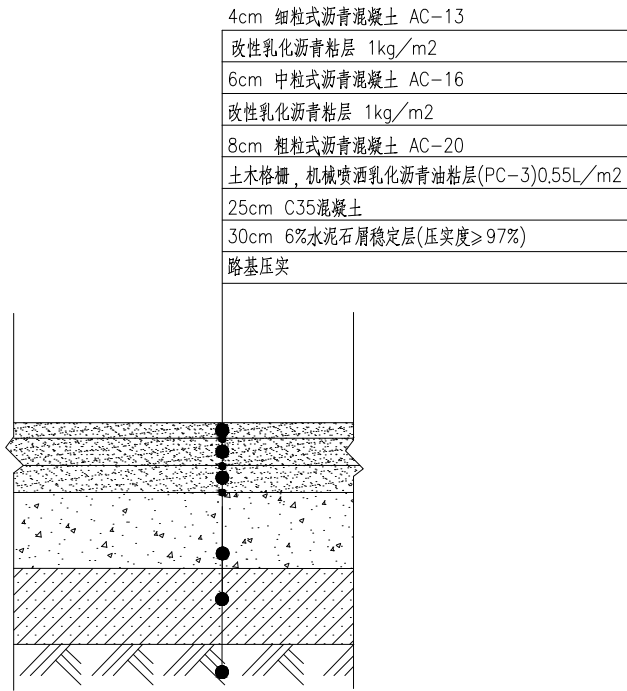 4cm 细粒式沥青混凝土 AC-13
改性乳化沥青粘层 1kg/m2
6cm 中粒式沥青混凝土 AC-16
改性乳化沥青粘层 1kg/m2
8cm 粗粒式沥青混凝土 AC-20
土木格栅，机械喷洒乳化沥青油粘层(PC-3)0.55L/m2
25cm C35混凝土
30cm 6%水泥石屑稳定层(压实度≥97%)
路基压实